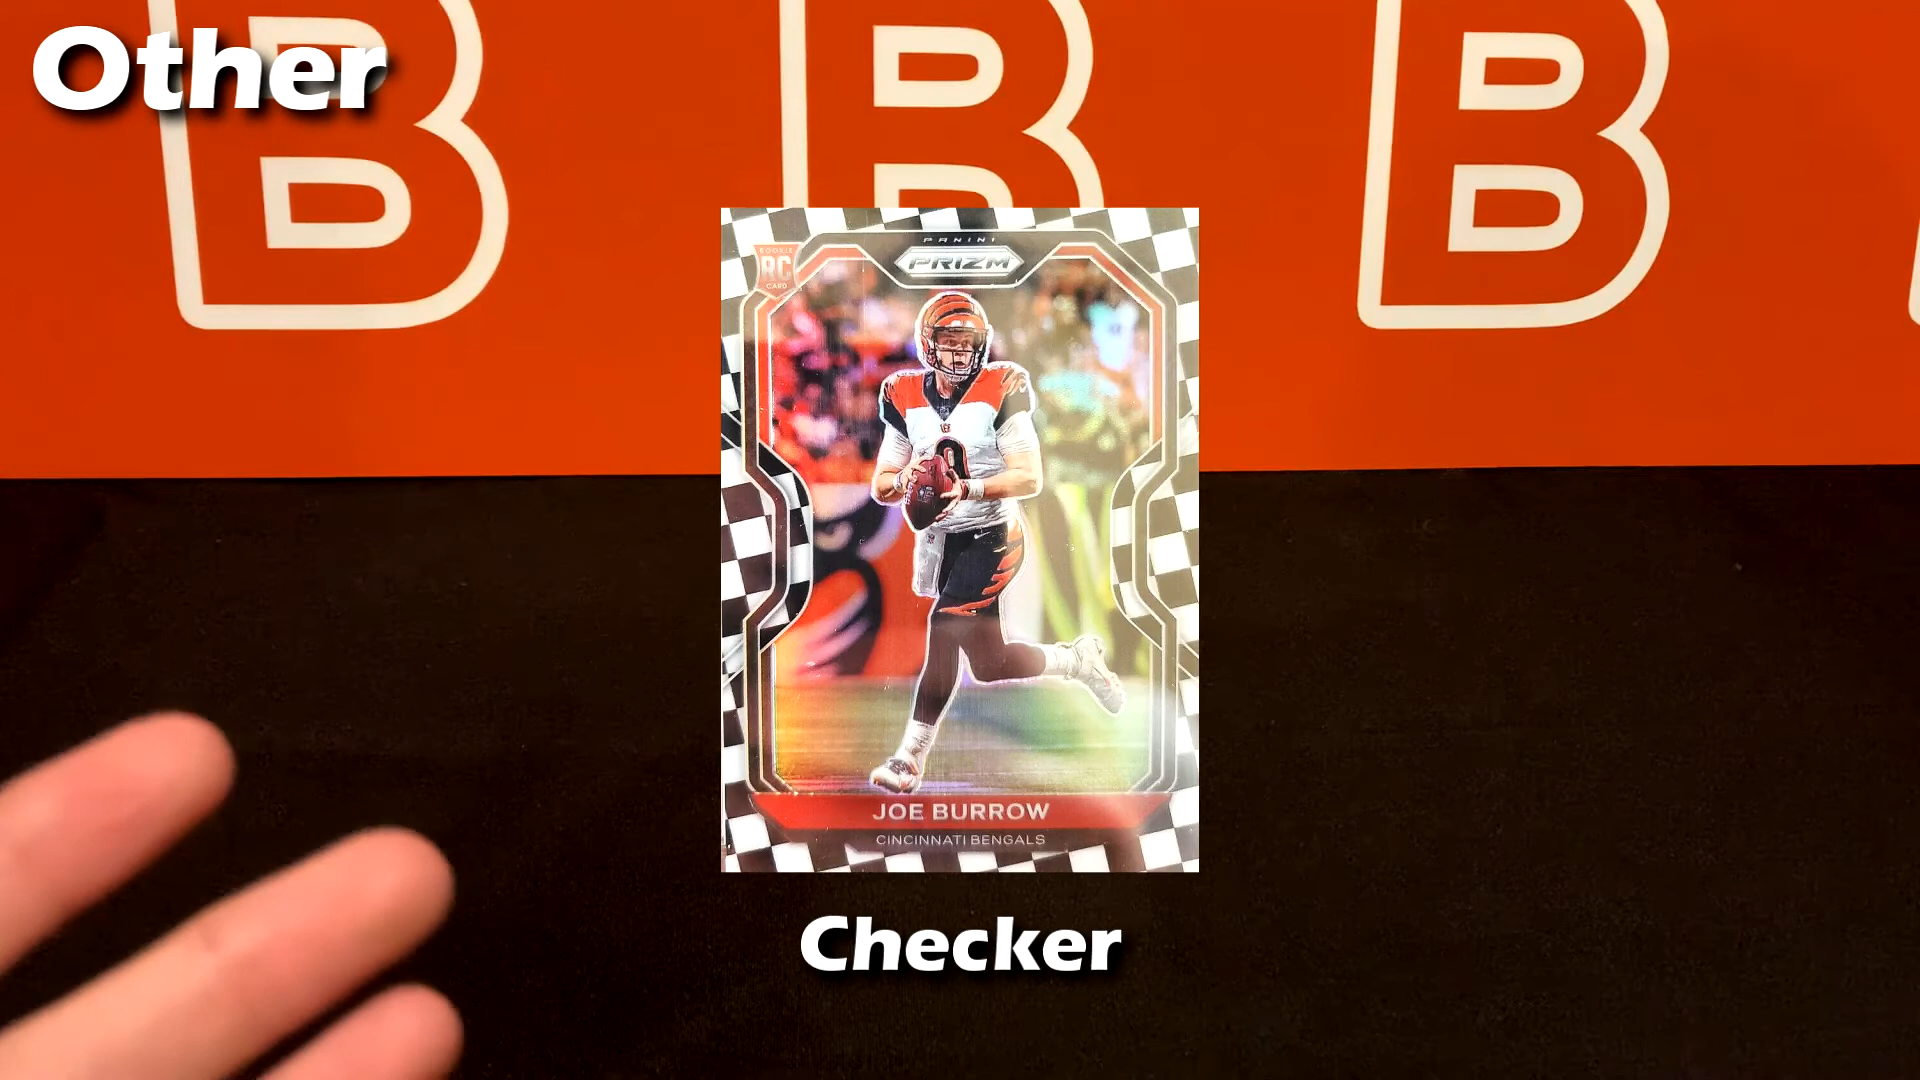 Other
B B B
PANINI
PRIZM
ROOKIE
RC
CARD
JOE BURROW
CINCINNATI BENGALS
Checker